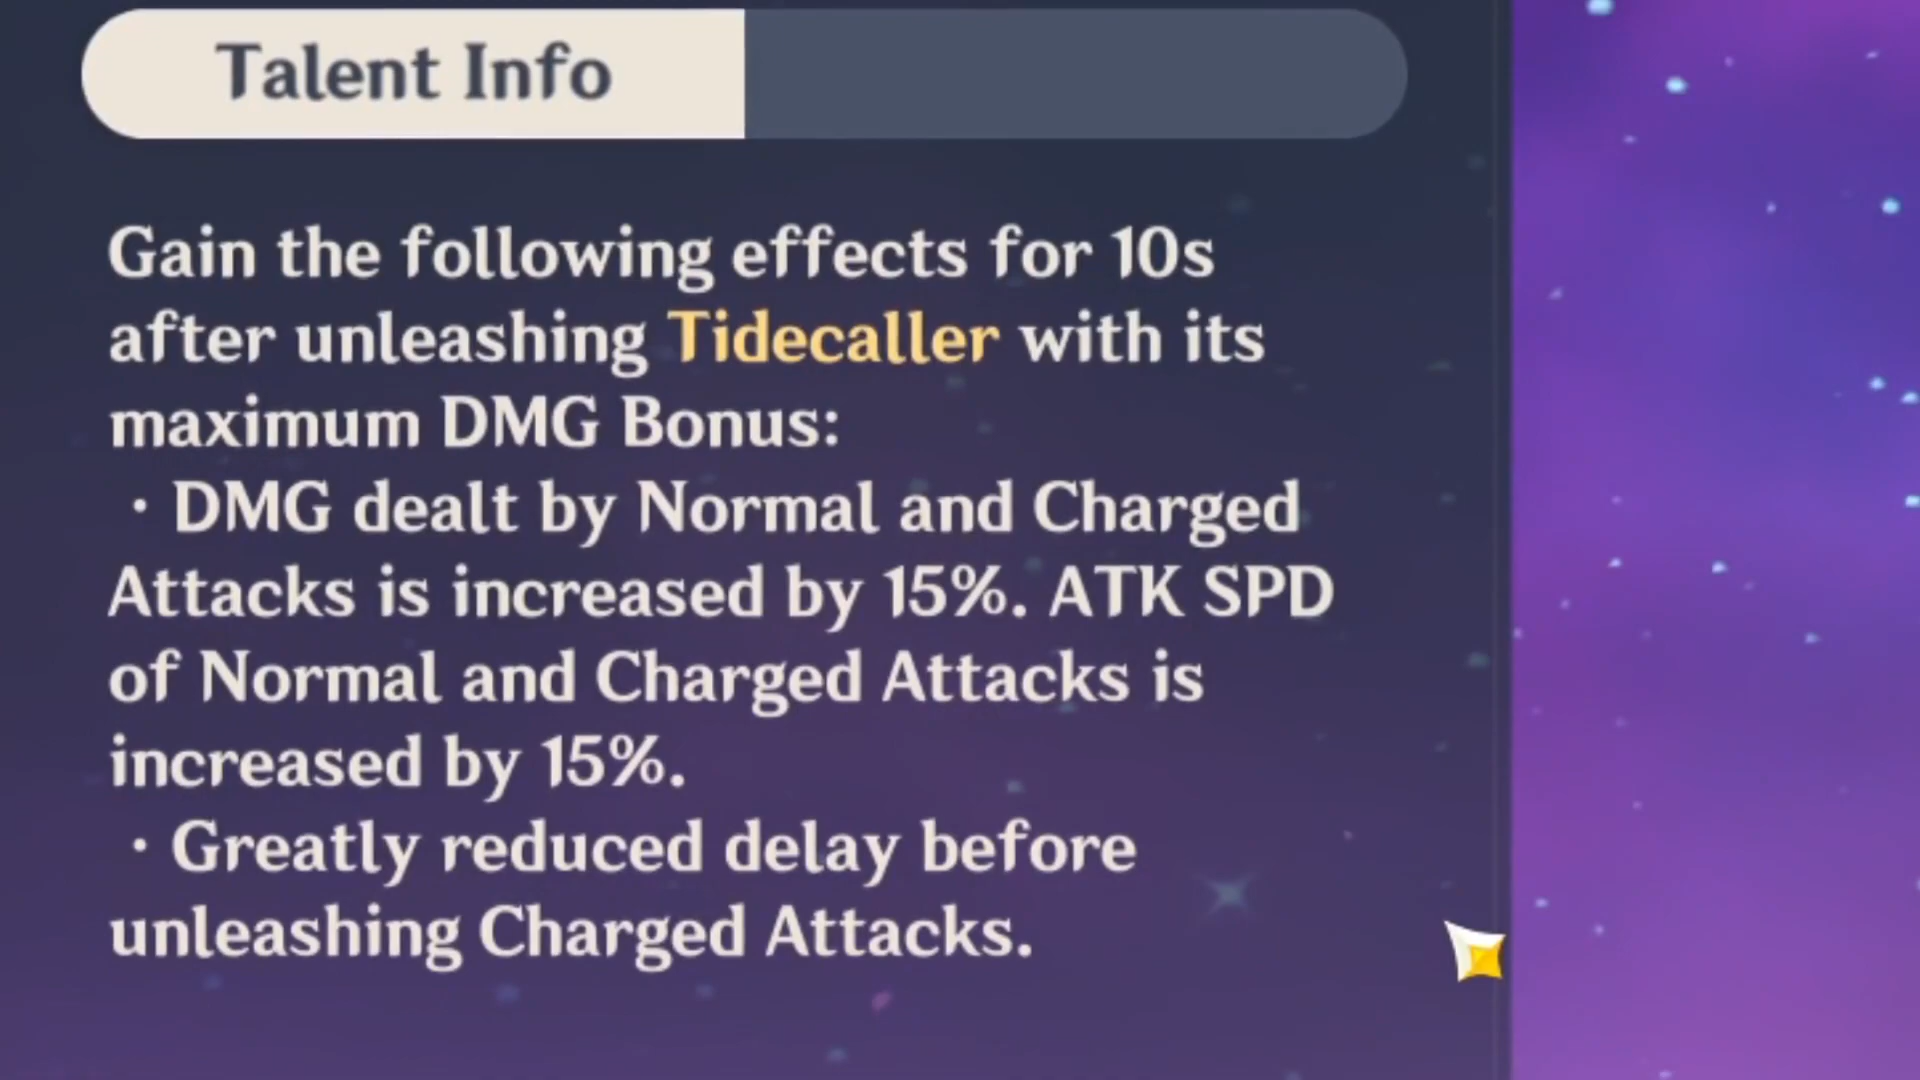 Talent Info
Gain the following effects for 10s
after unleashing Tidecaller with its
maximum DMG Bonus:
· DMG dealt by Normal and Charged
Attacks is increased by 15%. ATK SPD
of Normal and Charged Attacks is
increased by 15%.
· Greatly reduced delay before
unleashing Charged Attacks.